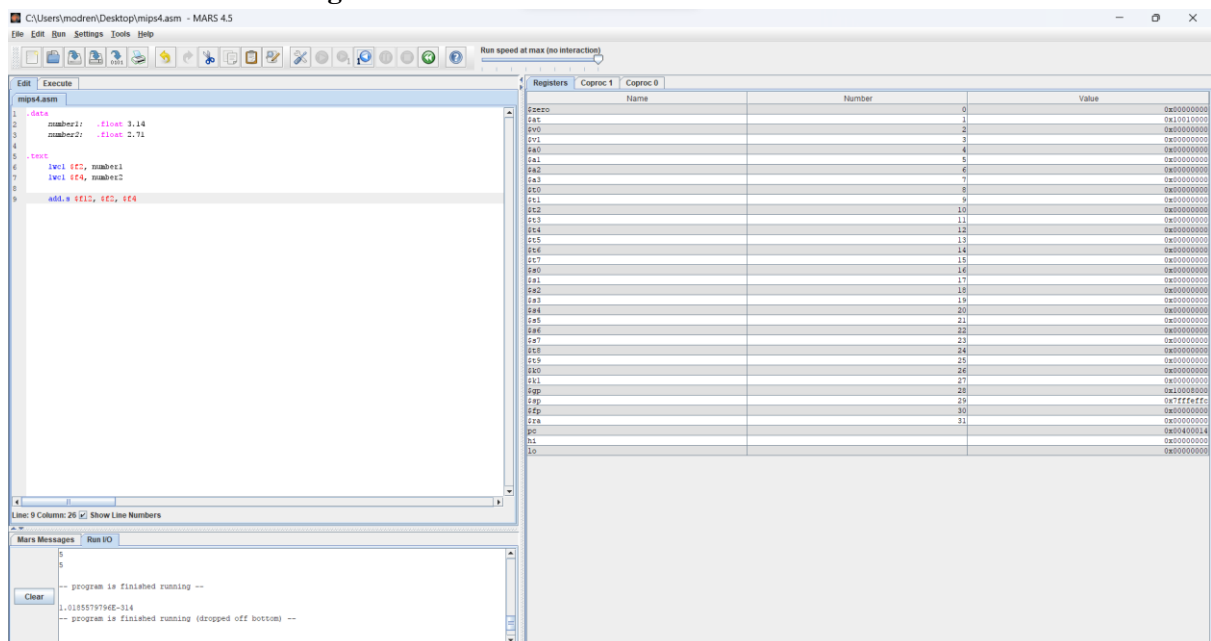 C:\Users\modren\Desktop\mips4.asm - MARS 4.5
File Edit Run Settings Tools Help
Run speed at max (no interaction)
Edit Execute
mips4.asm
1 .data
2 number1: .float 3.14
3 number2: .float 2.71
4
5 .text
6 lwc1 $f2, number1
7 lwc1 $f4, number2
8
9 add.s $f12, $f2, $f4
Line: 9 Column: 26 Show Line Numbers
Mars Messages Run I/O
Clear
5
5
-- program is finished running --
1.0185579796E-314
-- program is finished running (dropped off bottom) --
Registers Coproc 1 Coproc 0
Name Number Value
$zero 0 0x00000000
$at 1 0x10010000
$v0 2 0x00000000
$v1 3 0x00000000
$a0 4 0x00000000
$a1 5 0x00000000
$a2 6 0x00000000
$a3 7 0x00000000
$t0 8 0x00000000
$t1 9 0x00000000
$t2 10 0x00000000
$t3 11 0x00000000
$t4 12 0x00000000
$t5 13 0x00000000
$t6 14 0x00000000
$t7 15 0x00000000
$s0 16 0x00000000
$s1 17 0x00000000
$s2 18 0x00000000
$s3 19 0x00000000
$s4 20 0x00000000
$s5 21 0x00000000
$s6 22 0x00000000
$s7 23 0x00000000
$t8 24 0x00000000
$t9 25 0x00000000
$k0 26 0x00000000
$k1 27 0x00000000
$gp 28 0x10008000
$sp 29 0x7fffeffc
$fp 30 0x00000000
$ra 31 0x00000000
pc 0x00400014
hi 0x00000000
lo 0x00000000